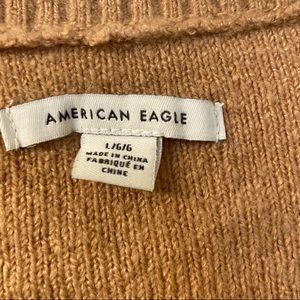 AMERICAN EAGLE
L/G/G
MADE IN CHINA
FABRIQUÉ EN
CHINE